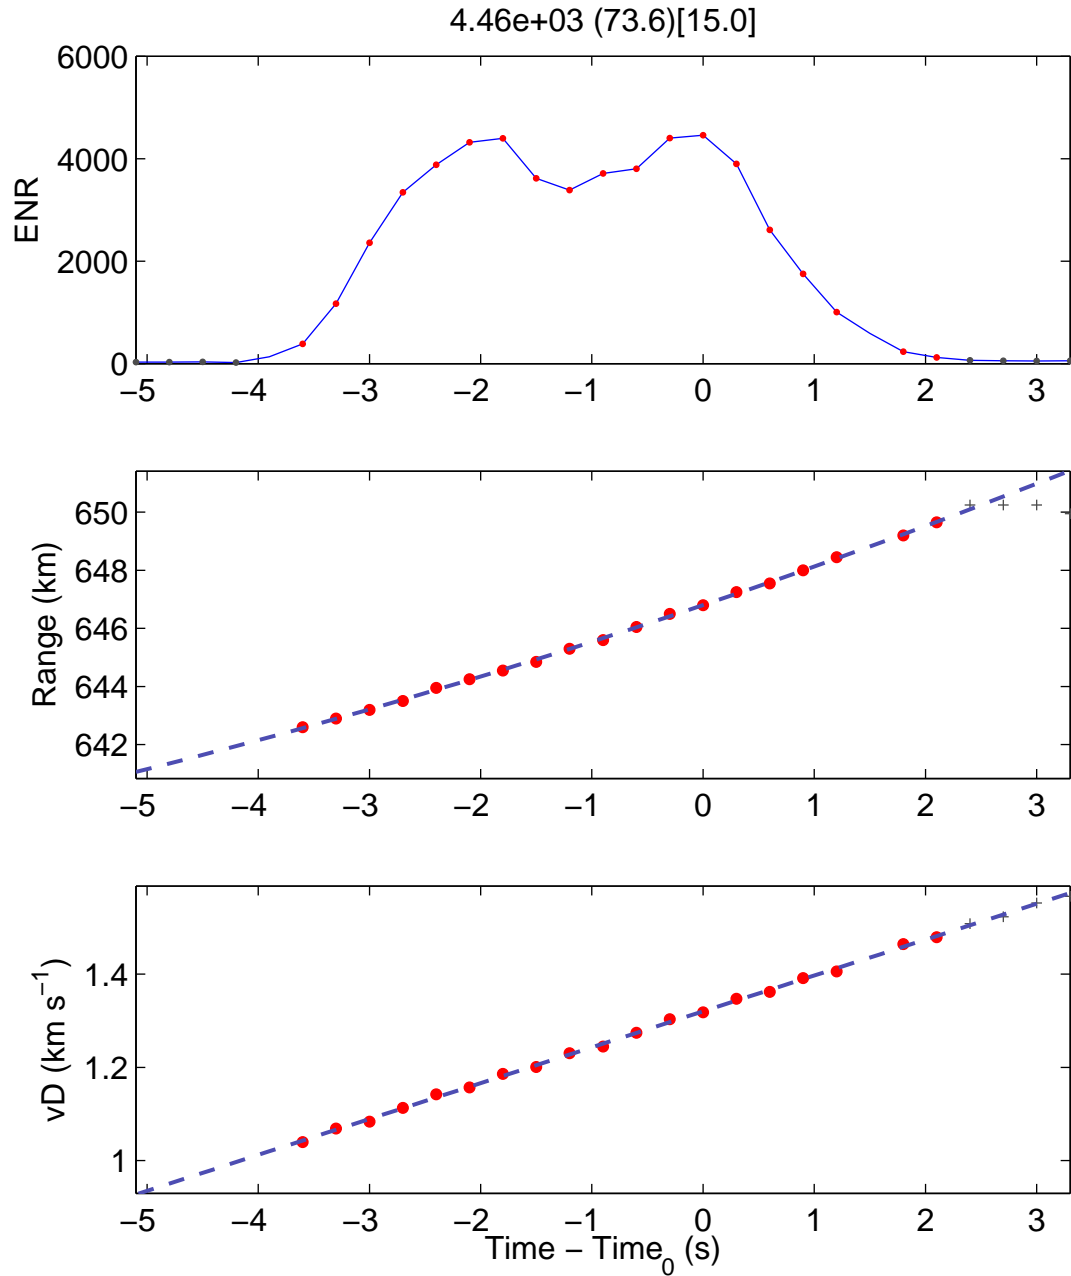 4.46e+03 (73.6)[15.0]
6000
4000
2000
0
ENR
−5 −4 −3 −2 −1 0 1 2 3
650
648
646
644
642
Range (km)
−5 −4 −3 −2 −1 0 1 2 3
1.4
1.2
1
vD (km s−1)
−5 −4 −3 −2 −1 0 1 2 3
Time − Time0 (s)